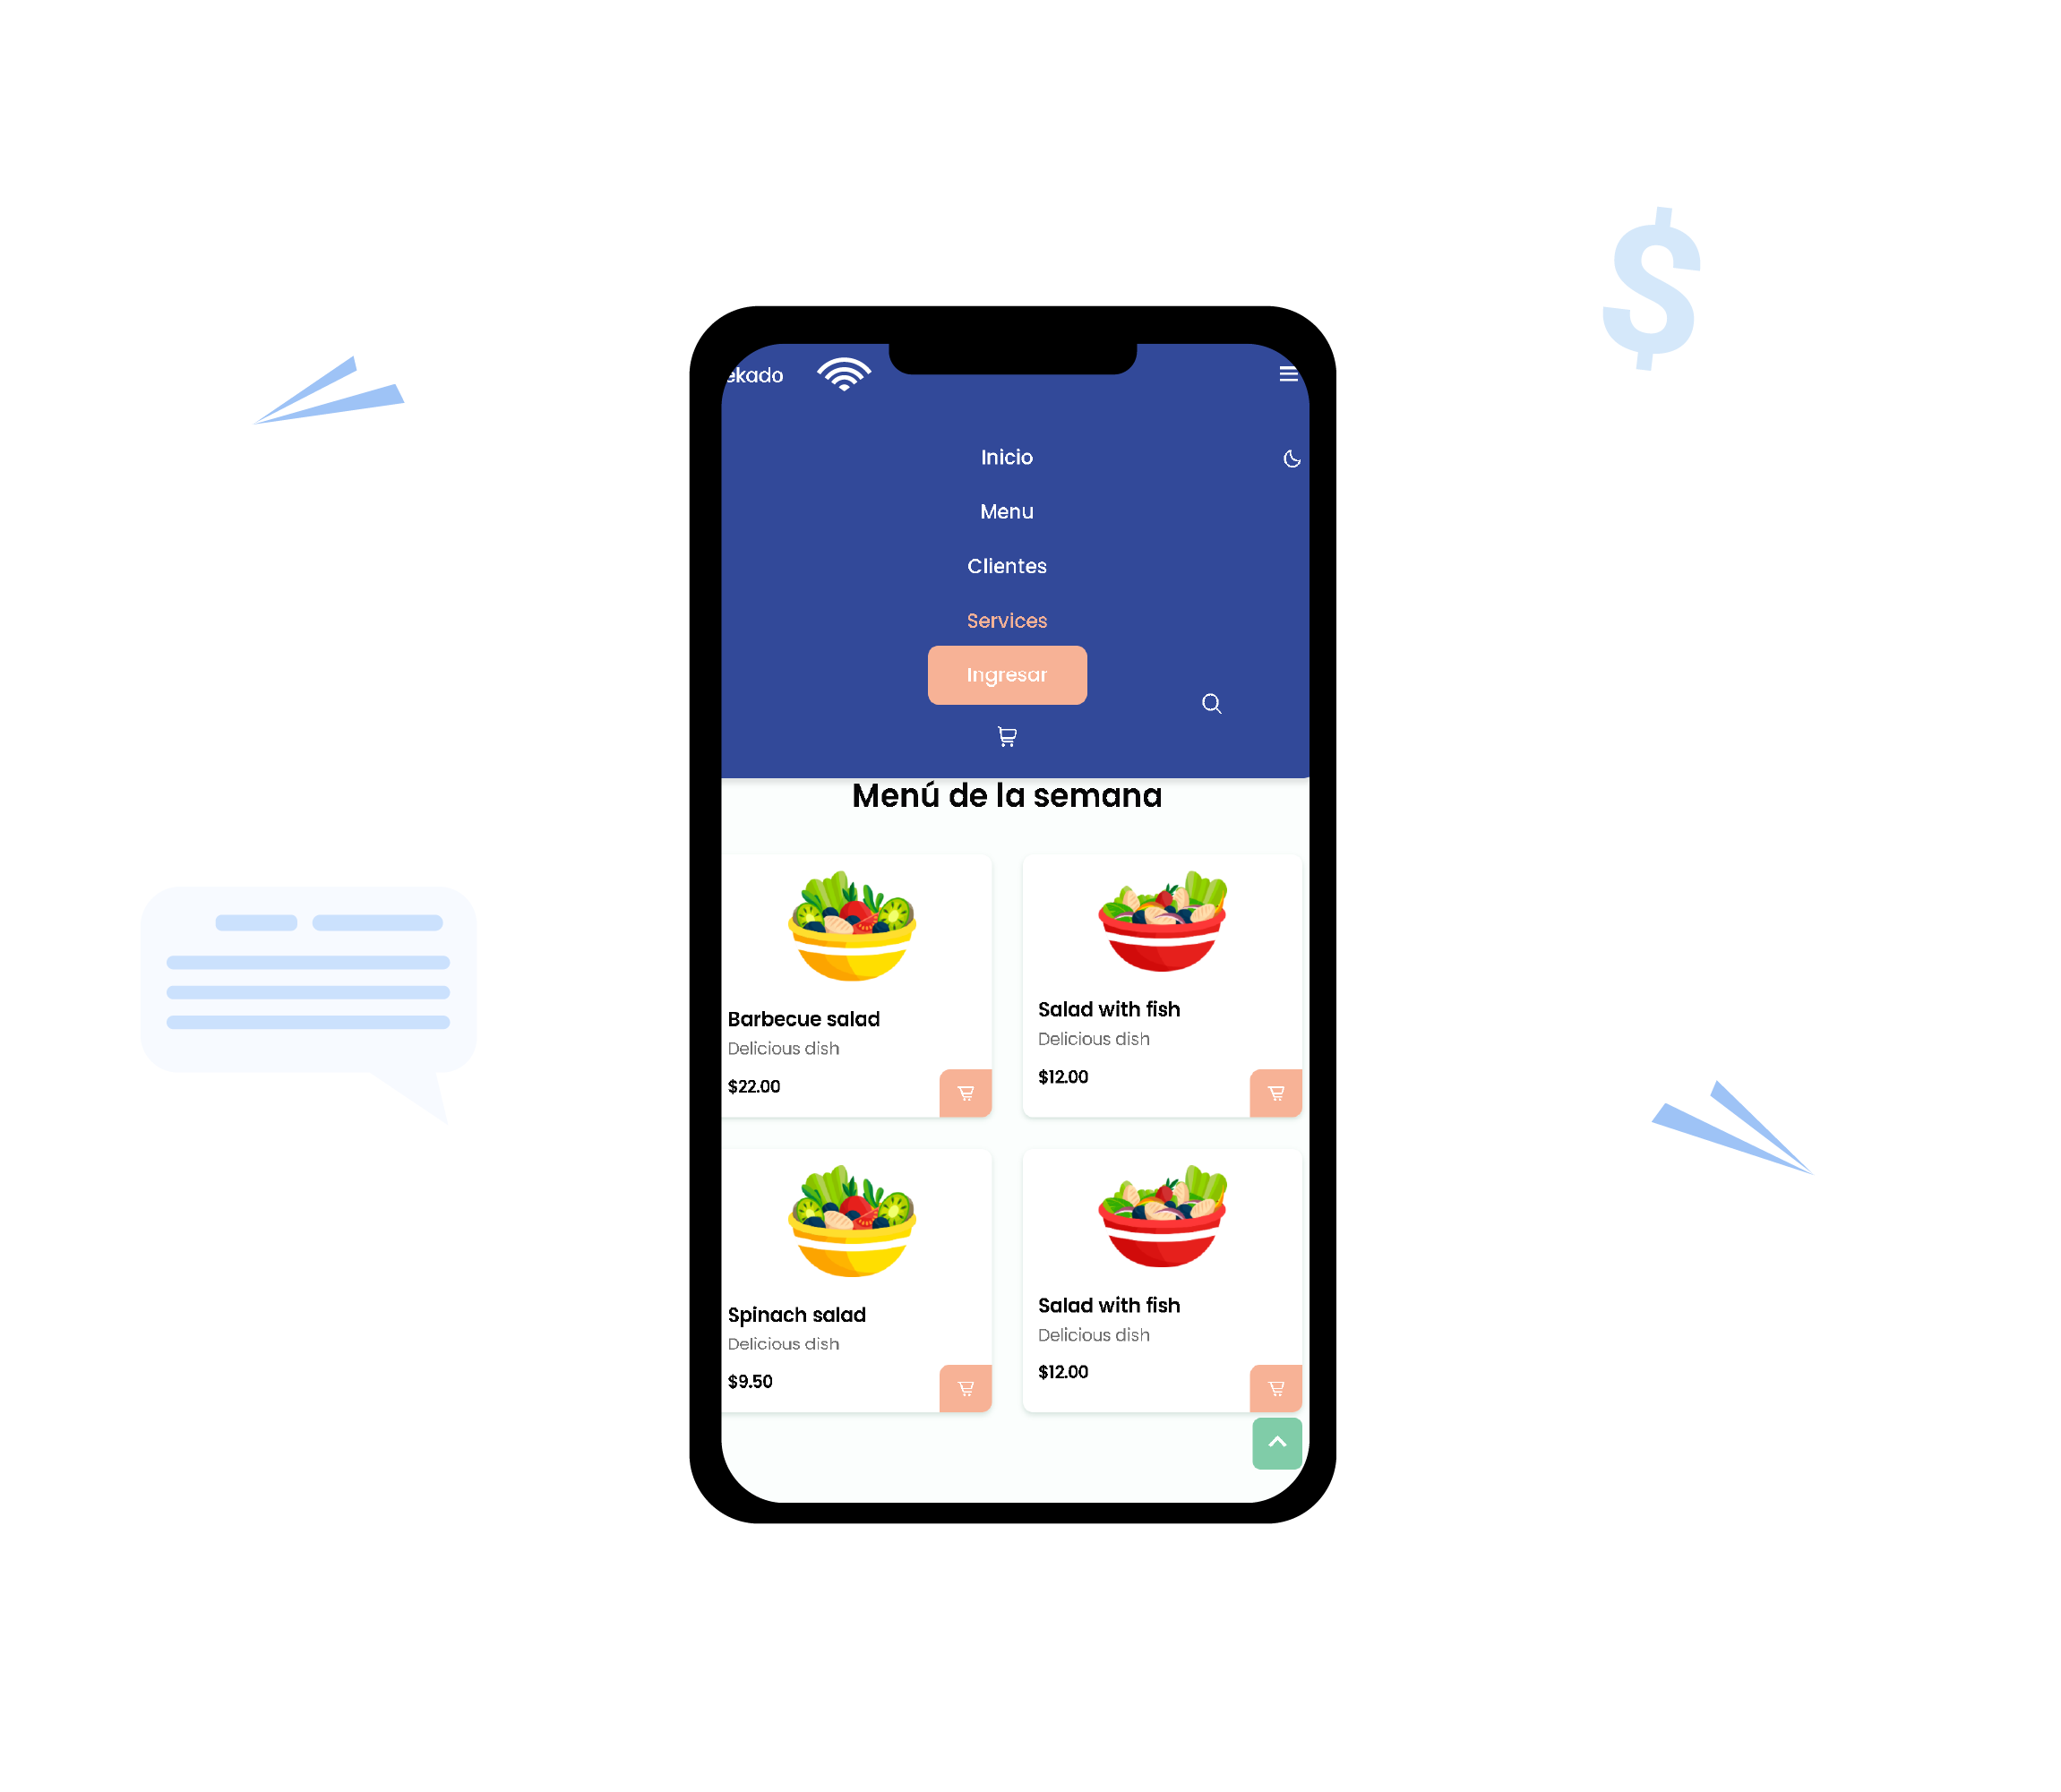 ekado
Inicio
Menu
Clientes
Services
Ingresar
Menú de la semana
Barbecue salad
Delicious dish
$22.00
Salad with fish
Delicious dish
$12.00
Spinach salad
Delicious dish
$9.50
Salad with fish
Delicious dish
$12.00
$